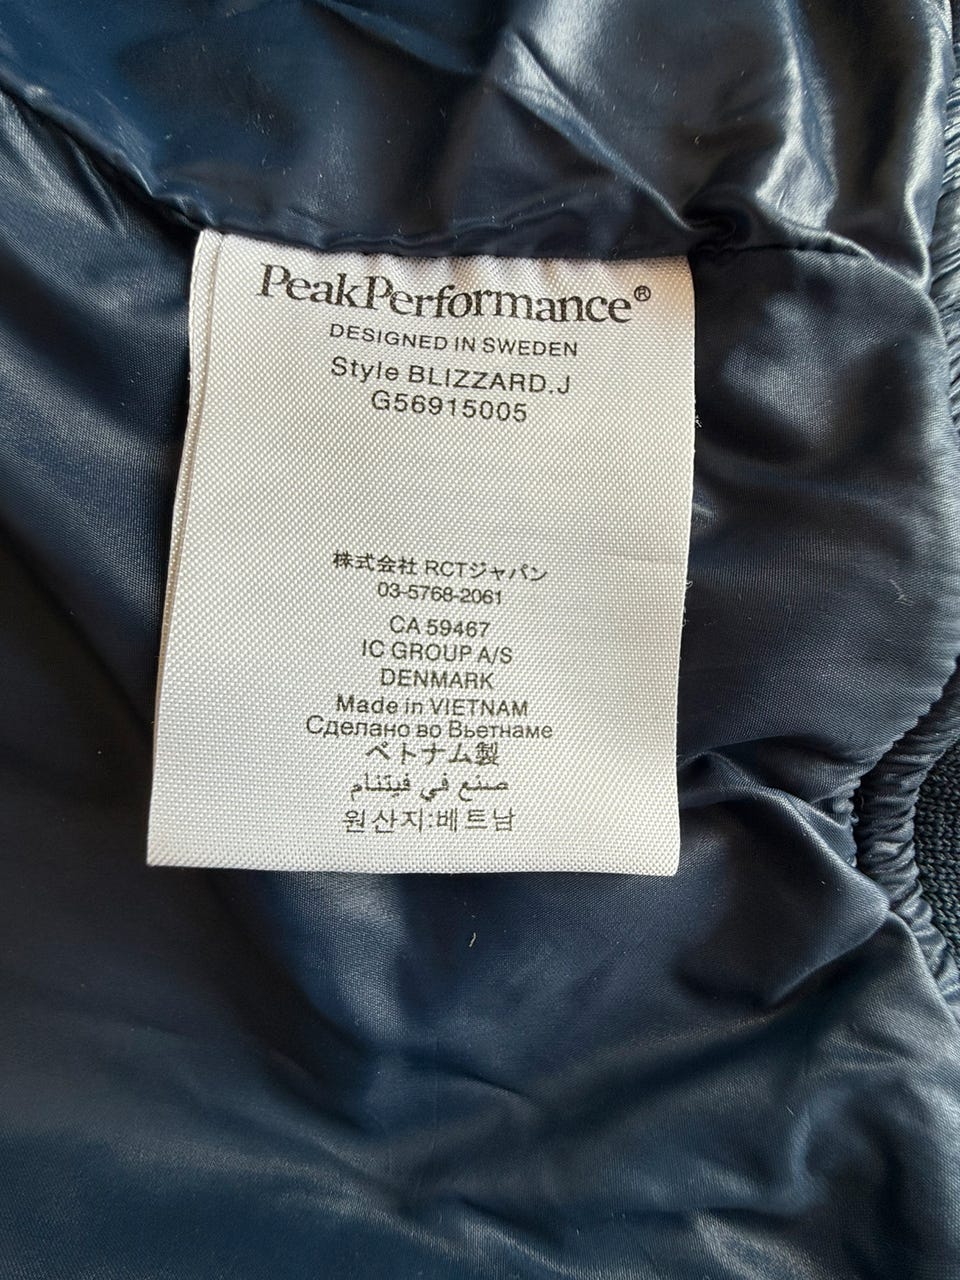 PeakPerformance®
DESIGNED IN SWEDEN
Style BLIZZARD.J
G56915005
株式会社 RCTジャパン
03-5768-2061
CA 59467
IC GROUP A/S
DENMARK
Made in VIETNAM
Сделано во Вьетнаме
ベトナム製
صنع في فيتنام
원산지:베트남